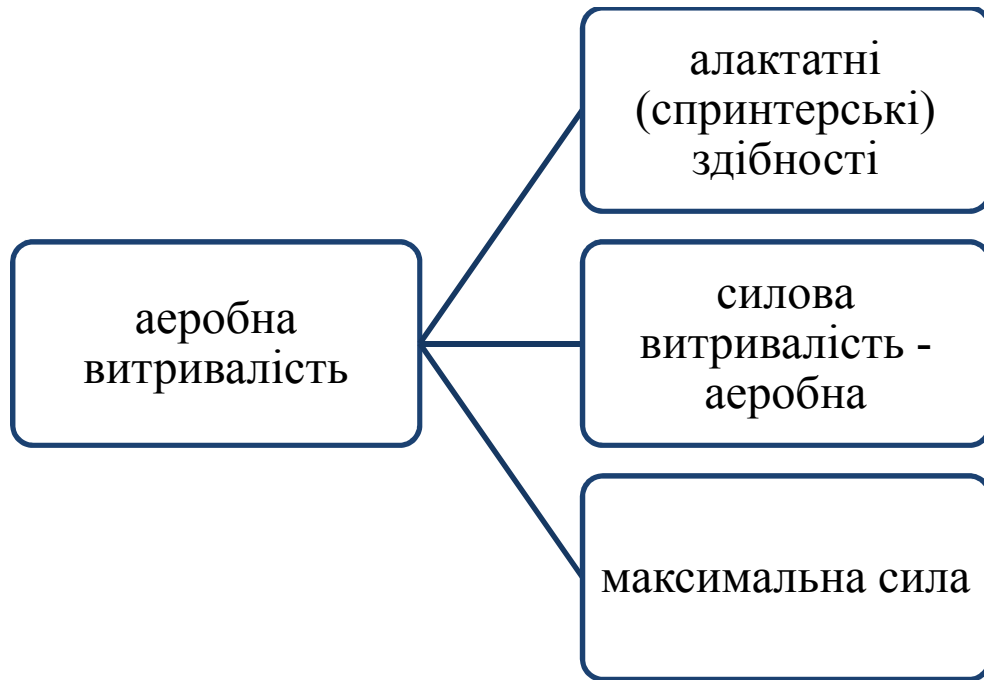 аеробна
витривалість
алактатні
(спринтерські)
здібності
силова
витривалість -
аеробна
максимальна сила